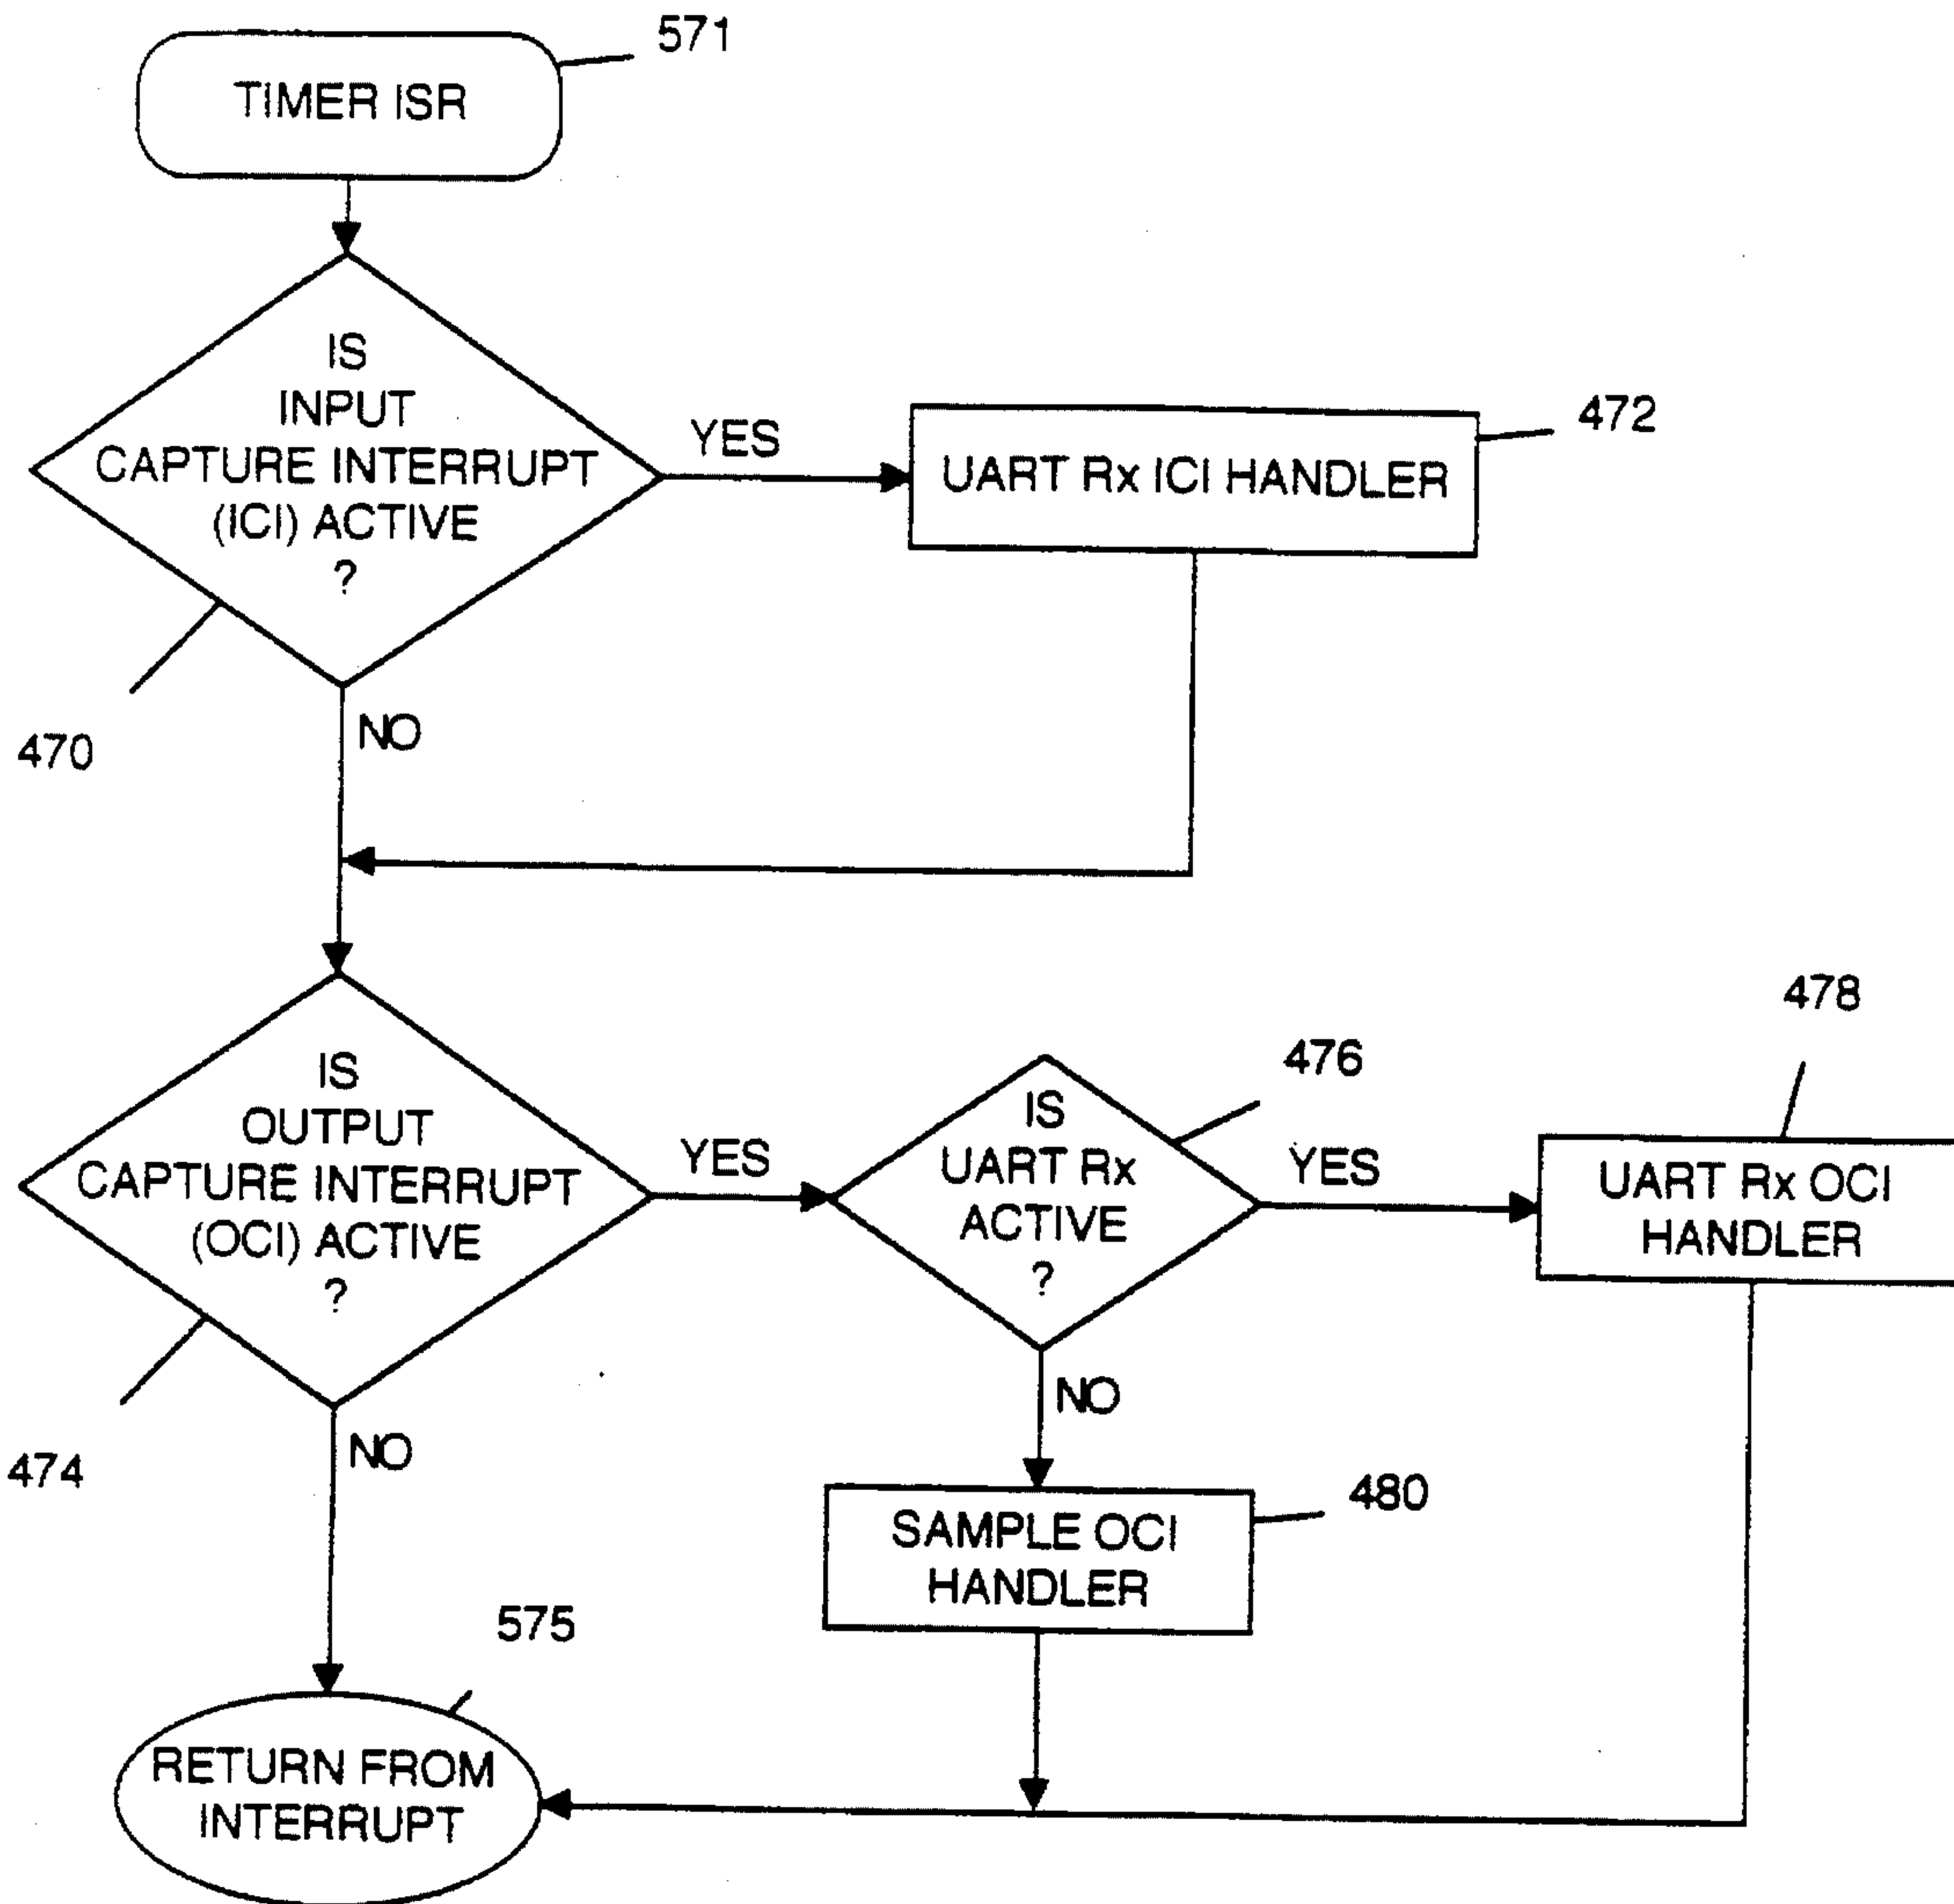 571
TIMER ISR
IS
INPUT
CAPTURE INTERRUPT
(ICI) ACTIVE
?
YES
UART Rx ICI HANDLER
472
470
NO
IS
OUTPUT
CAPTURE INTERRUPT
(OCI) ACTIVE
?
YES
476
IS
UART Rx
ACTIVE
?
YES
478
UART Rx OCI
HANDLER
474
NO
NO
480
SAMPLE OCI
HANDLER
575
RETURN FROM
INTERRUPT